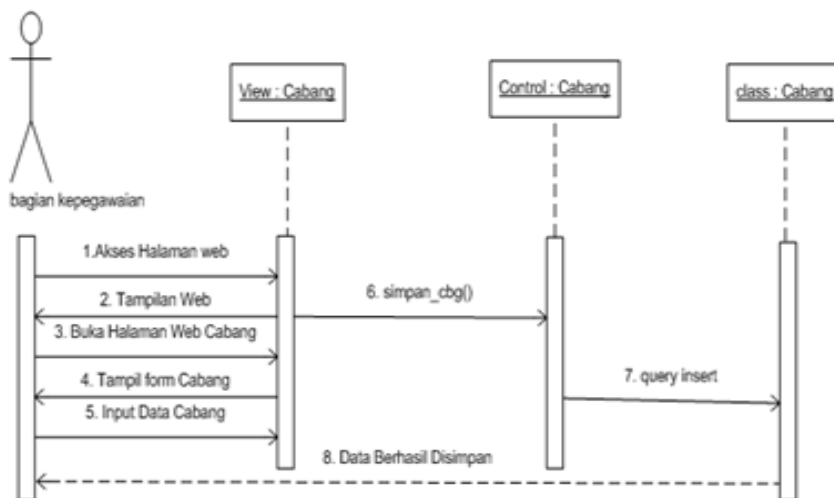 View : Cabang
Control : Cabang
class : Cabang
bagian kepegawaian
1.Akses Halaman web
2. Tampilan Web
3. Buka Halaman Web Cabang
4. Tampil form Cabang
5. Input Data Cabang
6. simpan_cbg()
7. query insert
8. Data Berhasil Disimpan